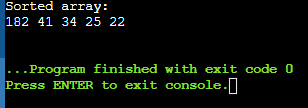 Sorted array:
182 41 34 25 22
...Program finished with exit code 0
Press ENTER to exit console.